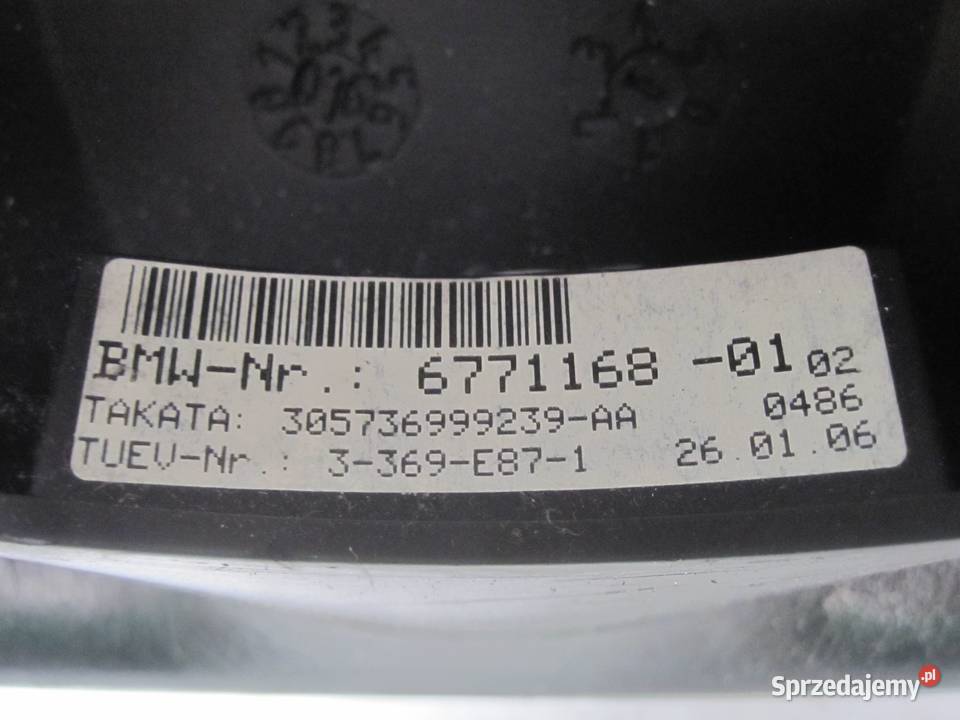 BMW-Nr.: 6771168 -01 02
TAKATA: 305736999239-AA 0486
TUEV-Nr.: 3-369-E87-1 26.01.06
Sprzedajemy.pl